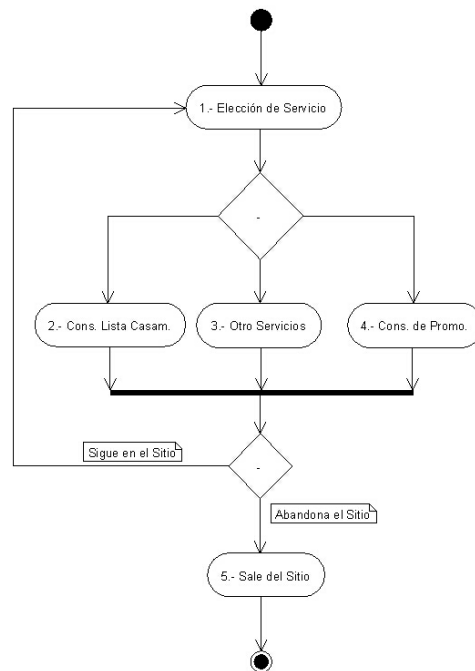 1.- Elección de Servicio
-
2.- Cons. Lista Casam.
3.- Otro Servicios
4.- Cons. de Promo.
Sigue en el Sitio
-
Abandona el Sitio
5.- Sale del Sitio